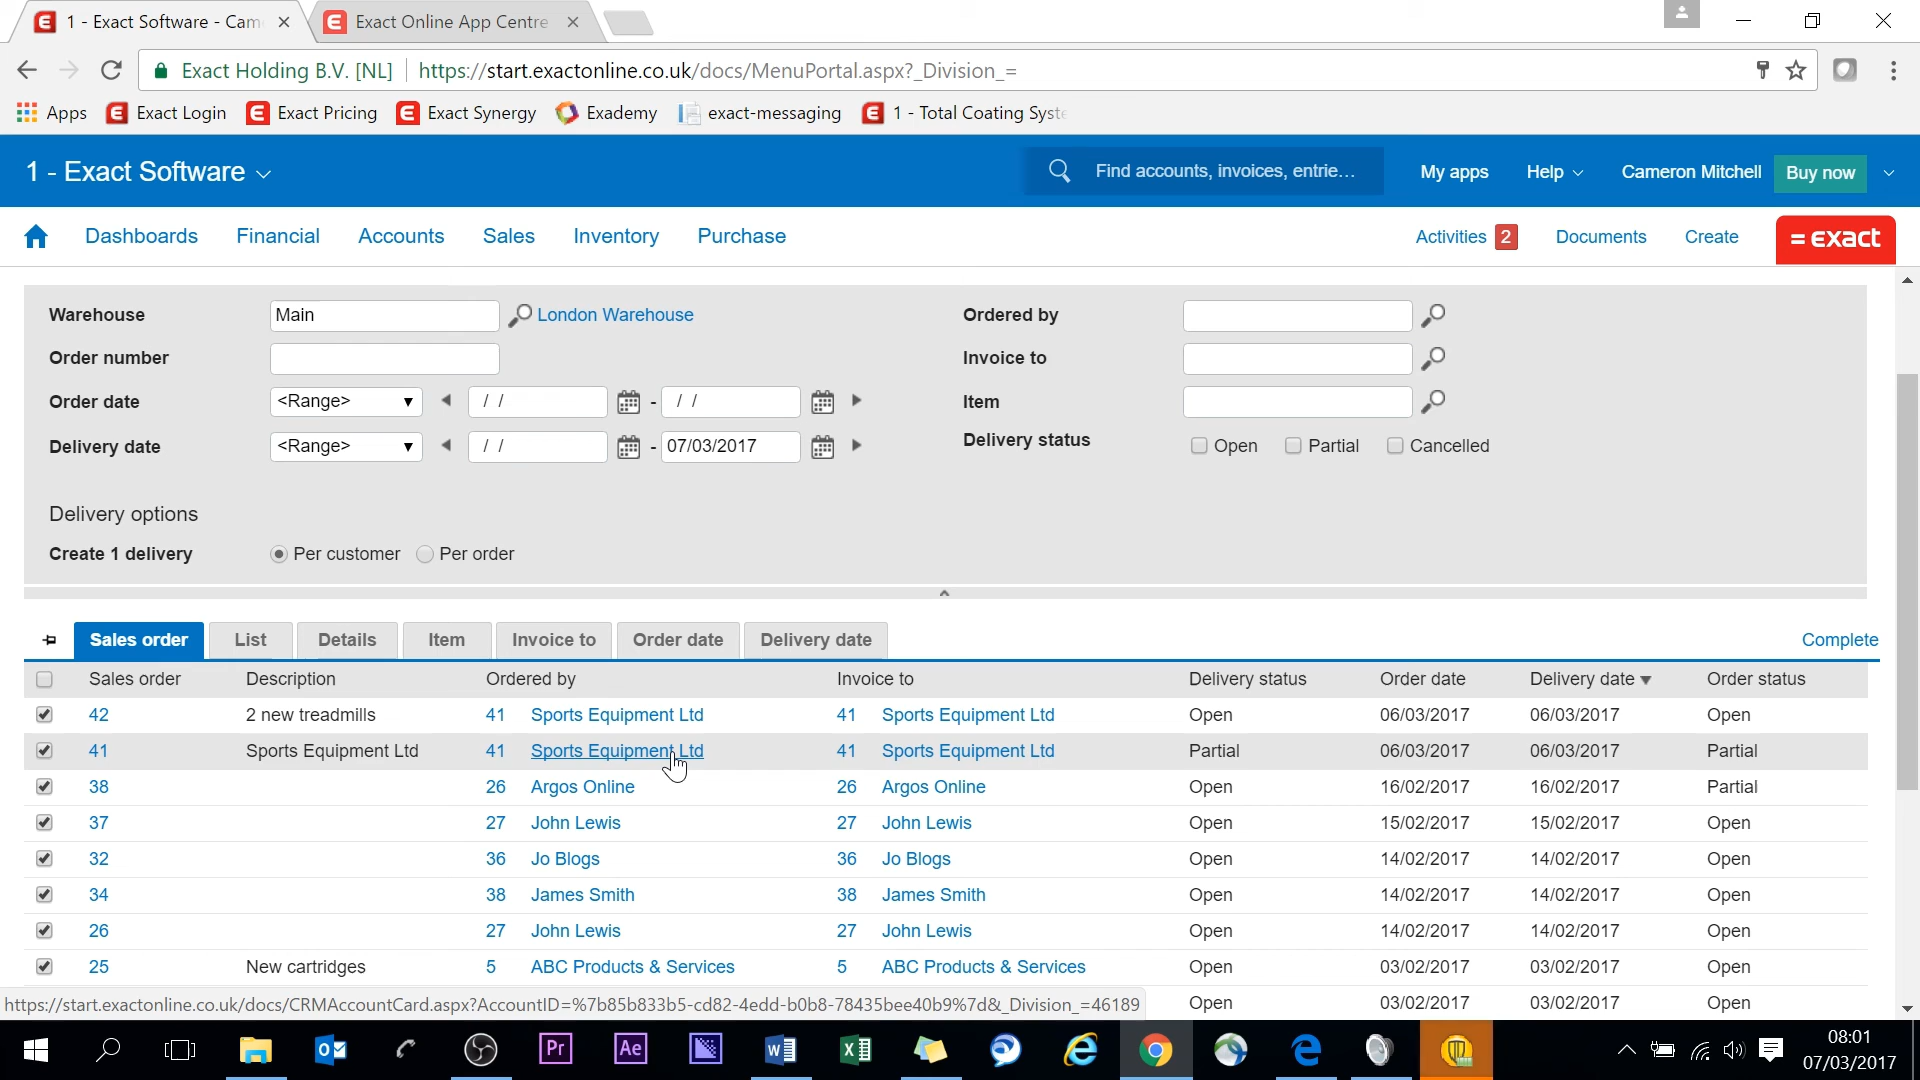 1 - Exact Software - Cam
Exact Online App Centre
Exact Holding B.V. [NL] https://start.exactonline.co.uk/docs/MenuPortal.aspx?_Division_=
Apps Exact Login Exact Pricing Exact Synergy Exademy exact-messaging 1 - Total Coating Syste
1 - Exact Software Find accounts, invoices, entrie... My apps Help Cameron Mitchell Buy now
Dashboards Financial Accounts Sales Inventory Purchase Activities 2 Documents Create = exact
Warehouse Main London Warehouse Ordered by
Order number Invoice to
Order date <Range> / / - / / Item
Delivery date <Range> / / - 07/03/2017 Delivery status Open Partial Cancelled
Delivery options
Create 1 delivery Per customer Per order
Sales order List Details Item Invoice to Order date Delivery date Complete
Sales order Description Ordered by Invoice to Delivery status Order date Delivery date Order status
42 2 new treadmills 41 Sports Equipment Ltd 41 Sports Equipment Ltd Open 06/03/2017 06/03/2017 Open
41 Sports Equipment Ltd 41 Sports Equipment Ltd 41 Sports Equipment Ltd Partial 06/03/2017 06/03/2017 Partial
38 26 Argos Online 26 Argos Online Open 16/02/2017 16/02/2017 Partial
37 27 John Lewis 27 John Lewis Open 15/02/2017 15/02/2017 Open
32 36 Jo Blogs 36 Jo Blogs Open 14/02/2017 14/02/2017 Open
34 38 James Smith 38 James Smith Open 14/02/2017 14/02/2017 Open
26 27 John Lewis 27 John Lewis Open 14/02/2017 14/02/2017 Open
25 New cartridges 5 ABC Products & Services 5 ABC Products & Services Open 03/02/2017 03/02/2017 Open
https://start.exactonline.co.uk/docs/CRMAccountCard.aspx?AccountID=%7b85b833b5-cd82-4edd-b0b8-78435bee40b9%7d&_Division_=46189 Open 03/02/2017 03/02/2017 Open
Pr Ae
08:01
07/03/2017